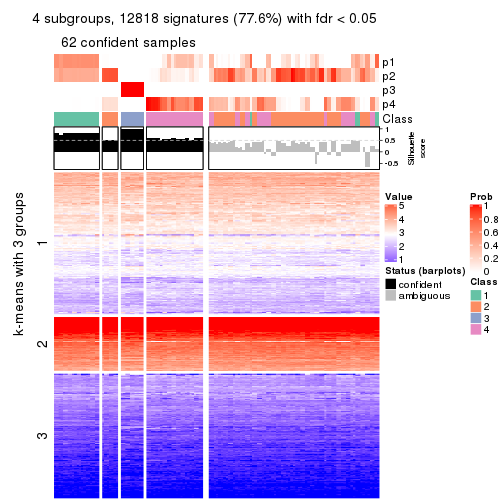 4 subgroups, 12818 signatures (77.6%) with fdr < 0.05
62 confident samples
p1
p2
p3
p4
Class
1
0.5
0
-0.5
Silhouette
score
k-means with 3 groups
1
2
3
Value
5
4
3
2
1
Status (barplots)
confident
ambiguous
Prob
1
0.8
0.6
0.4
0.2
0
Class
1
2
3
4